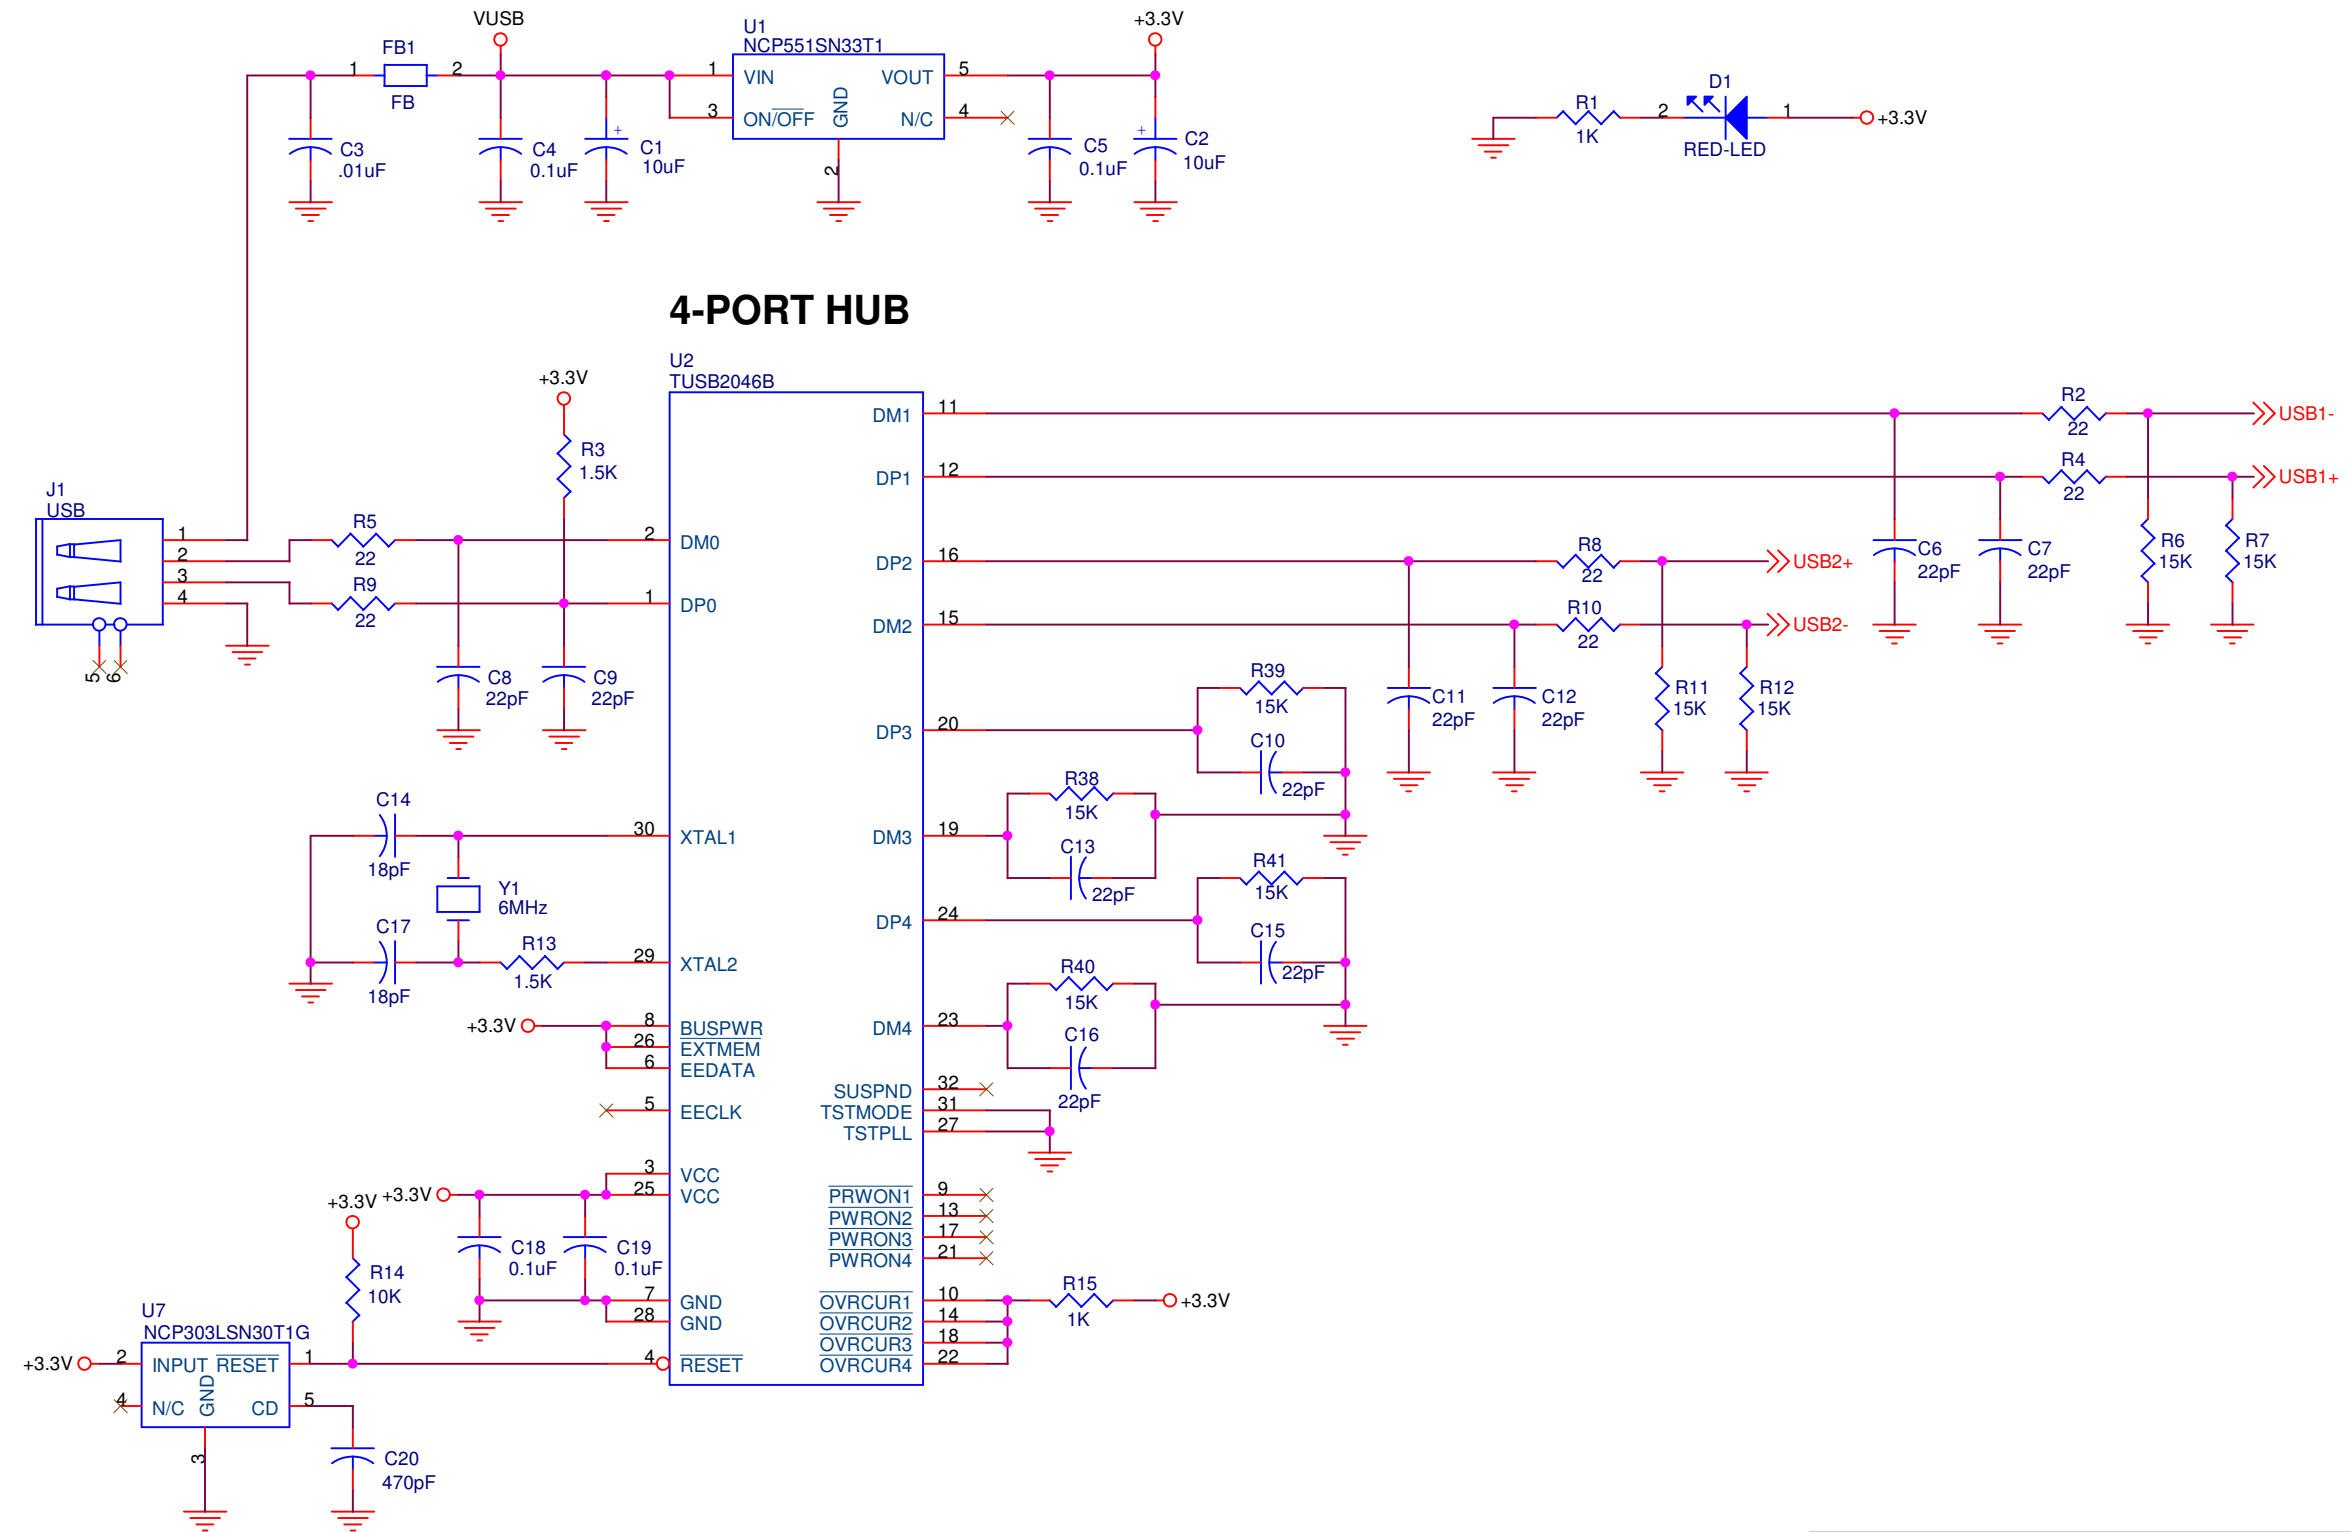 VUSB
+3.3V
U1
NCP551SN33T1
FB1
1 2
FB
1 VIN VOUT 5
3 ON/OFF GND N/C 4
2
C3
.01uF
C4
0.1uF
+
C1
10uF
C5
0.1uF
+
C2
10uF
D1
R1 2 1
1K
+3.3V
RED-LED
4-PORT HUB
U2
TUSB2046B
+3.3V
R3
1.5K
J1
USB
1
2
3
4
5 6
R5
22
R9
22
C8
22pF
C9
22pF
2 DM0
1 DP0
DM1 11
DP1 12
DP2 16
DM2 15
DP3 20
DM3 19
DP4 24
DM4 23
R2
22
USB1-
R4
22
USB1+
R8
22
USB2+
R10
22
USB2-
C6
22pF
C7
22pF
R6
15K
R7
15K
C11
22pF
C12
22pF
R11
15K
R12
15K
R39
15K
C10
22pF
R38
15K
C13
22pF
R41
15K
C15
22pF
R40
15K
C16
22pF
C14
18pF
30 XTAL1
Y1
6MHz
C17
18pF
R13
1.5K
29 XTAL2
+3.3V
8 BUSPWR
26 EXTMEM
6 EEDATA
5 EECLK
SUSPND 32
TSTMODE 31
TSTPLL 27
3 VCC
+3.3V 25 VCC
PRWON1 9
PWRON2 13
PWRON3 17
PWRON4 21
C18
0.1uF
C19
0.1uF
7 GND
28 GND
OVRCUR1 10
OVRCUR2 14
OVRCUR3 18
OVRCUR4 22
R15
1K
+3.3V
+3.3V
R14
10K
U7
NCP303LSN30T1G
+3.3V 2 INPUT RESET 1
4 RESET
4 N/C GND CD 5
3
C20
470pF